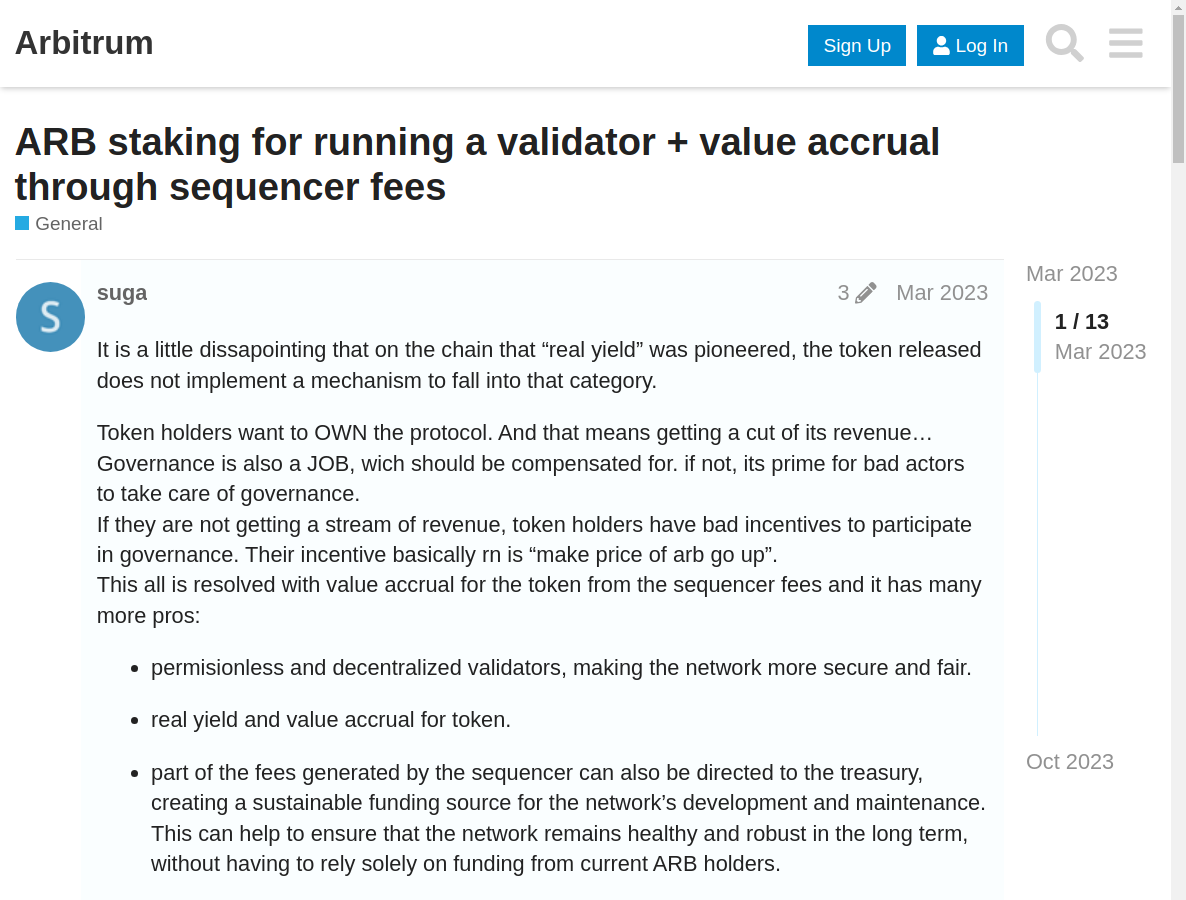 Arbitrum
Sign Up
Log In
ARB staking for running a validator + value accrual
through sequencer fees
General
S
suga
3
Mar 2023
It is a little dissapointing that on the chain that “real yield” was pioneered, the token released
does not implement a mechanism to fall into that category.
Token holders want to OWN the protocol. And that means getting a cut of its revenue…
Governance is also a JOB, wich should be compensated for. if not, its prime for bad actors
to take care of governance.
If they are not getting a stream of revenue, token holders have bad incentives to participate
in governance. Their incentive basically rn is “make price of arb go up”.
This all is resolved with value accrual for the token from the sequencer fees and it has many
more pros:
• permisionless and decentralized validators, making the network more secure and fair.
• real yield and value accrual for token.
• part of the fees generated by the sequencer can also be directed to the treasury,
creating a sustainable funding source for the network’s development and maintenance.
This can help to ensure that the network remains healthy and robust in the long term,
without having to rely solely on funding from current ARB holders.
Mar 2023
1 / 13
Mar 2023
Oct 2023